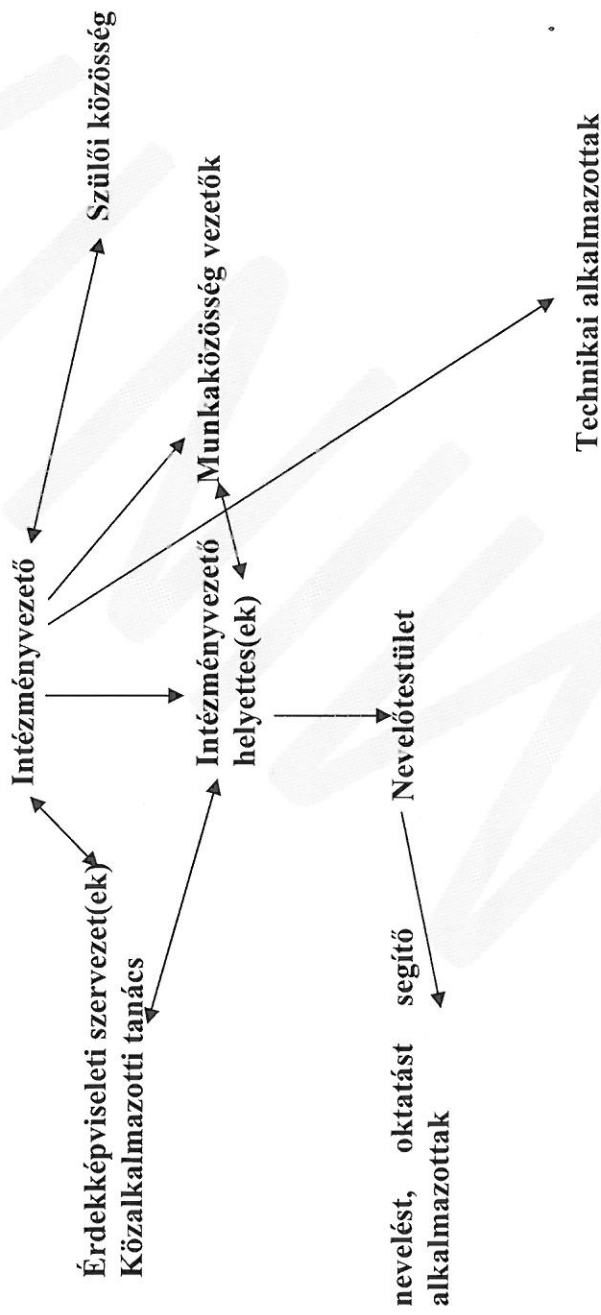 Intézményvezető
Szülői közösség
Érdekképviseleti szervezet(ek)
Közalkalmazotti tanács
Intézményvezető
helyettes(ek)
Munkaközösség vezetők
nevelést, oktatást segítő
alkalmazottak
Nevelőtestület
Technikai alkalmazottak